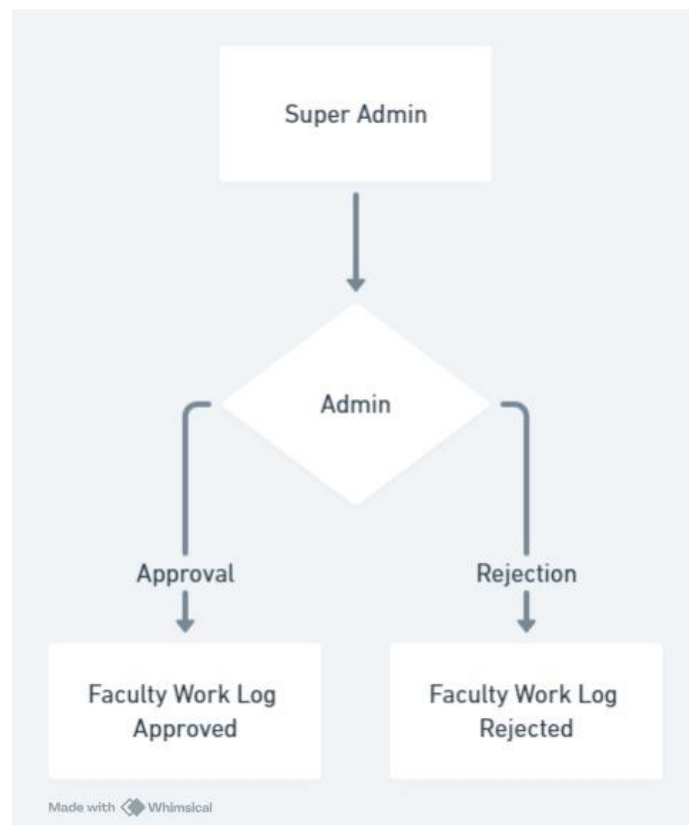 Super Admin
Admin
Approval
Rejection
Faculty Work Log
Approved
Faculty Work Log
Rejected
Made with Whimsical